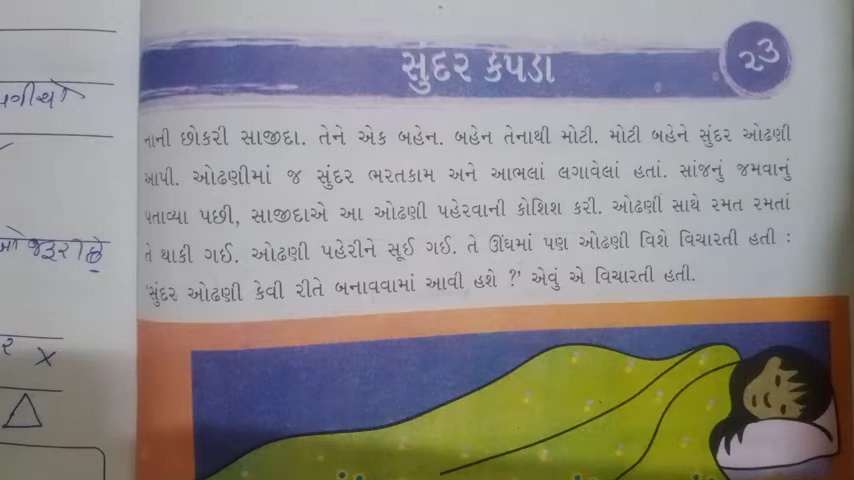 સુંદર કપડાં
૨૩
નાની છોકરી સાજીદા. તેને એક બહેન. બહેન તેનાથી મોટી. મોટી બહેને સુંદર ઓઢણી
આપી. ઓઢણીમાં જ સુંદર ભરતકામ અને આભલાં લગાવેલાં હતાં. સાંજનું જમવાનું
પતાવ્યા પછી, સાજીદાએ આ ઓઢણી પહેરવાની કોશિશ કરી. ઓઢણી સાથે રમત રમતાં
તે થાકી ગઈ. ઓઢણી પહેરીને સૂઈ ગઈ. તે ઊંઘમાં પણ ઓઢણી વિશે વિચારતી હતી :
‘સુંદર ઓઢણી કેવી રીતે બનાવવામાં આવી હશે ?’ એવું એ વિચારતી હતી.